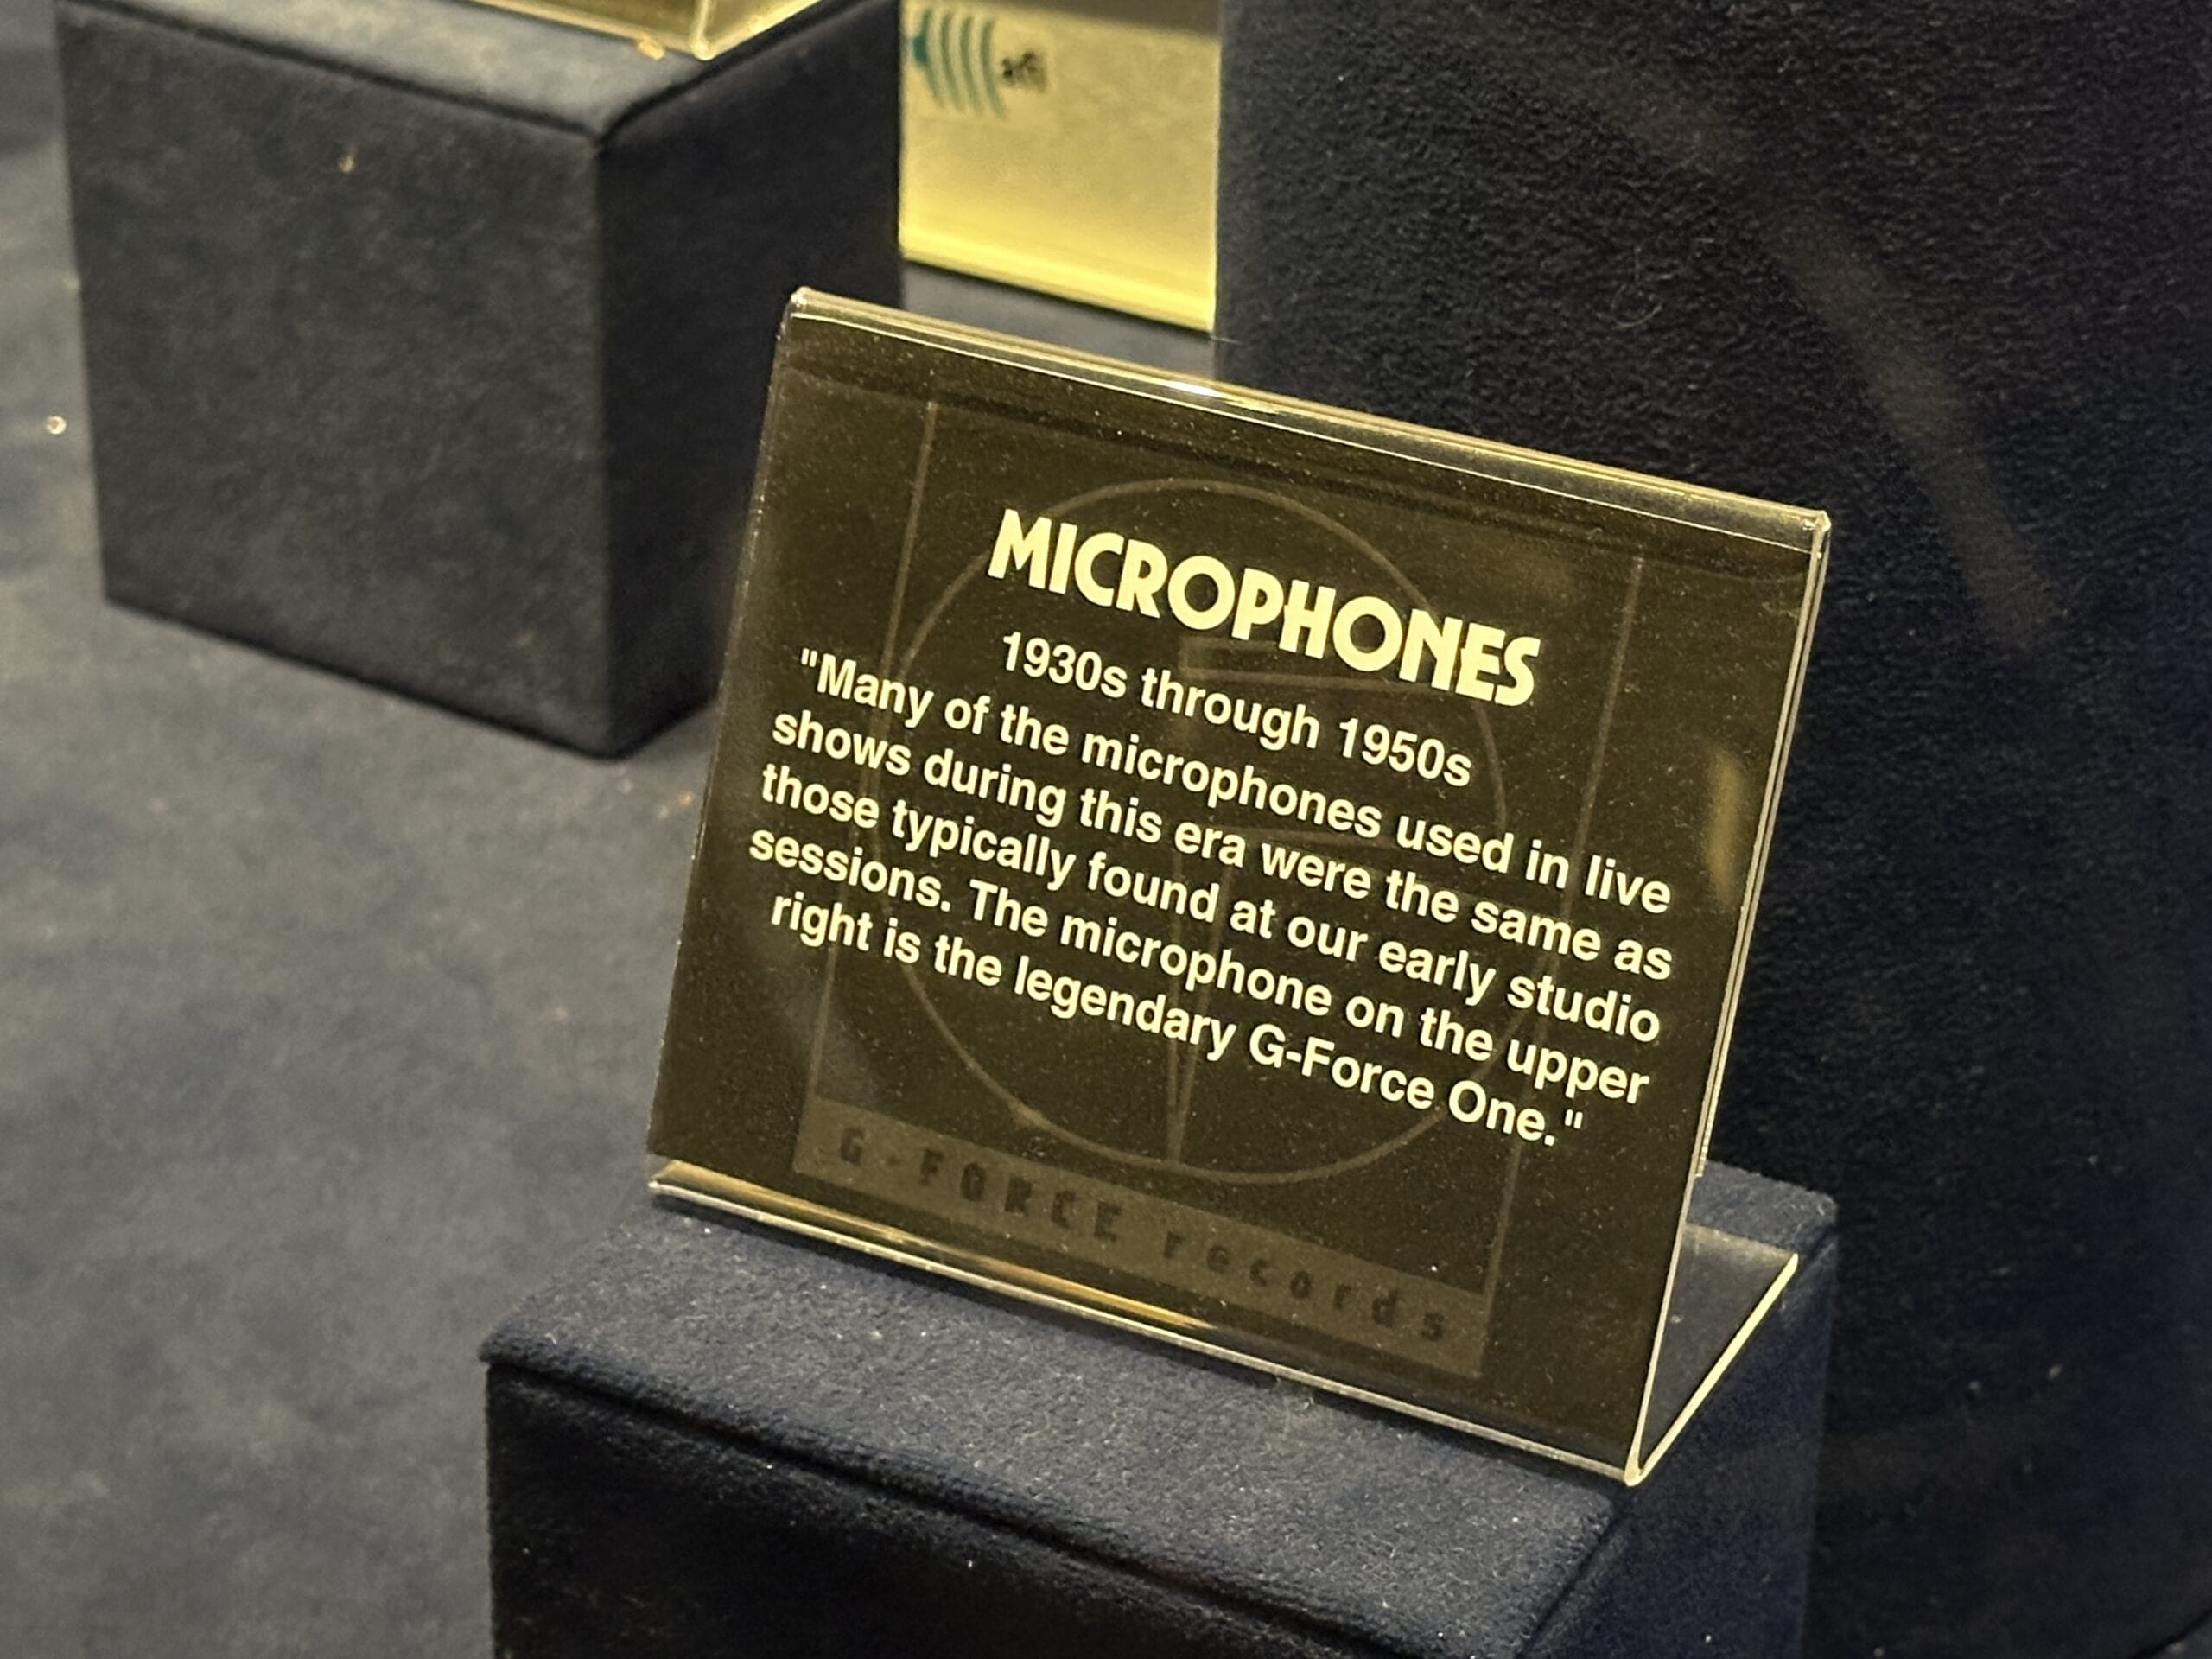 MICROPHONES
1930s through 1950s
"Many of the microphones used in live
shows during this era were the same as
those typically found at our early studio
sessions. The microphone on the upper
right is the legendary G-Force One."
G-FORCE records